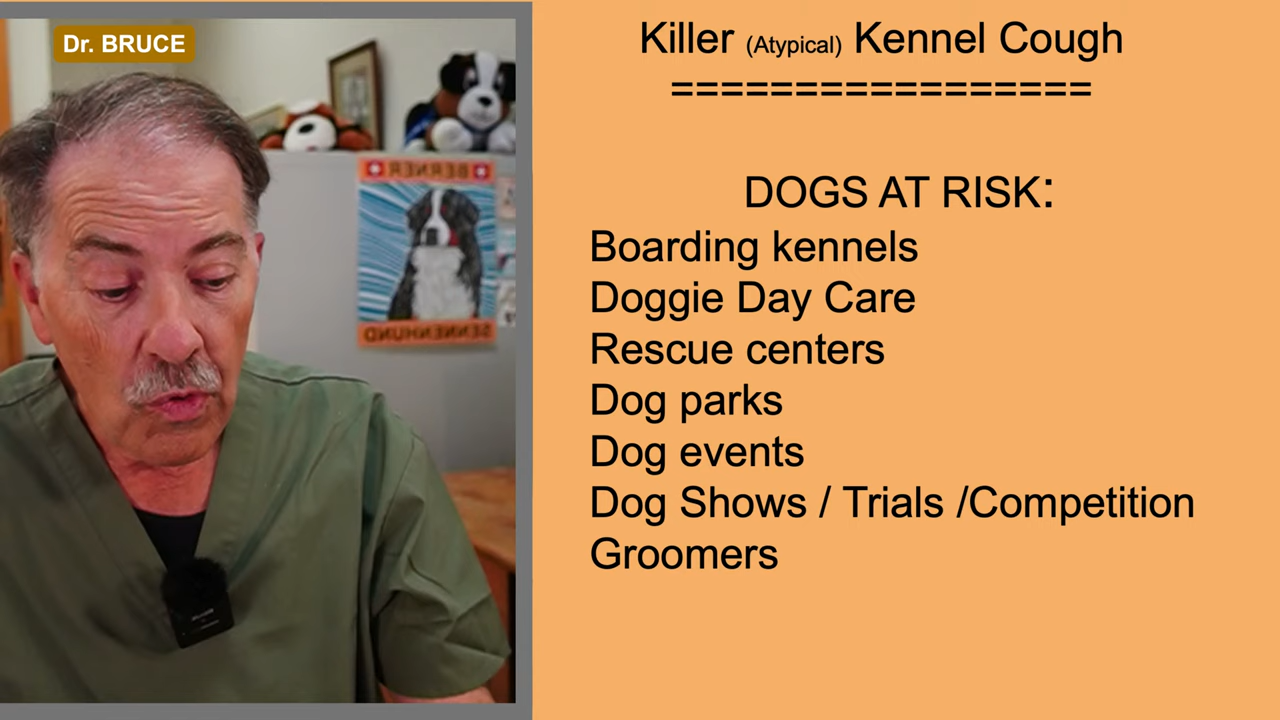 Dr. BRUCE
BERNER
SENNENHUND
Killer (Atypical) Kennel Cough
=================
DOGS AT RISK:
Boarding kennels
Doggie Day Care
Rescue centers
Dog parks
Dog events
Dog Shows / Trials /Competition
Groomers